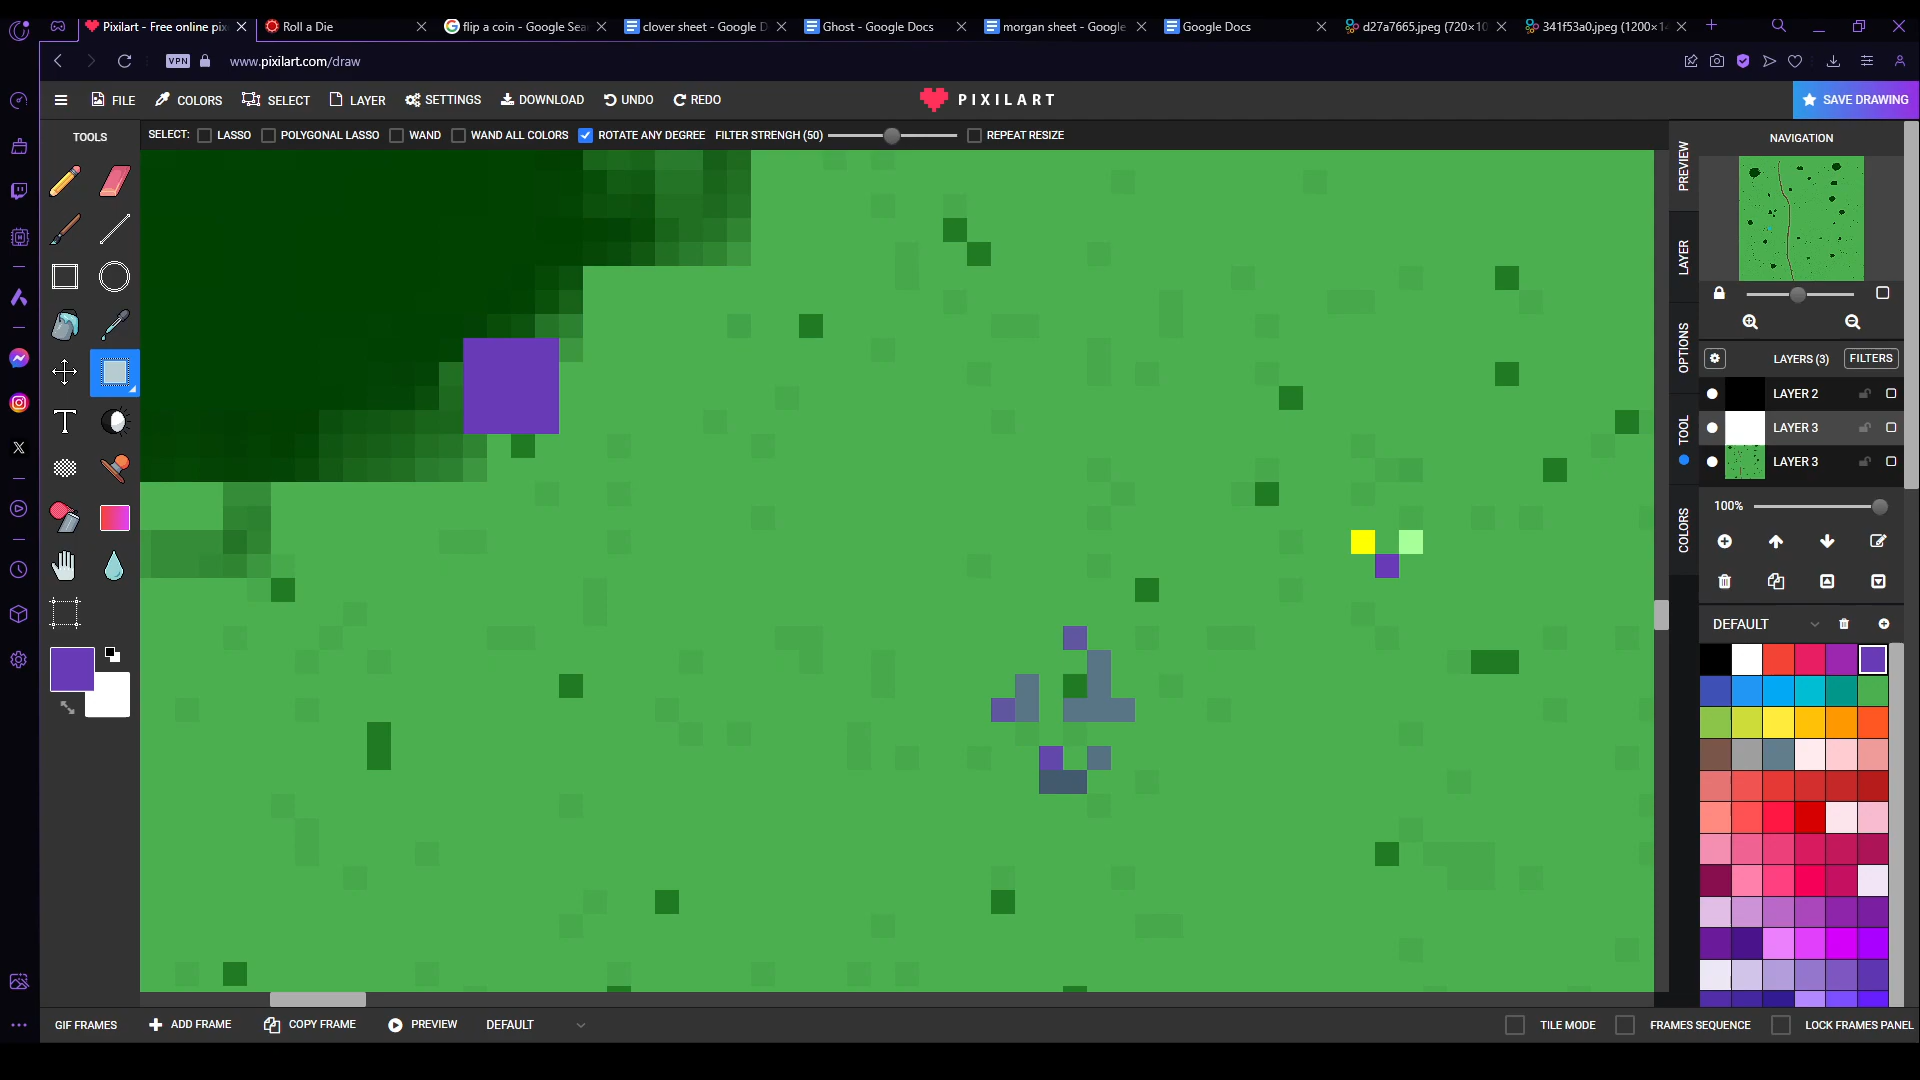 Pixilart - Free online pixe
Roll a Die
flip a coin - Google Sea
clover sheet - Google D
Ghost - Google Docs
morgan sheet - Google
Google Docs
d27a7665.jpeg (720×10
341f53a0.jpeg (1200×1
VPN
www.pixilart.com/draw
FILE
COLORS
SELECT
LAYER
SETTINGS
DOWNLOAD
UNDO
REDO
PIXILART
SAVE DRAWING
TOOLS
SELECT:
LASSO
POLYGONAL LASSO
WAND
WAND ALL COLORS
ROTATE ANY DEGREE
FILTER STRENGH (50)
REPEAT RESIZE
PREVIEW
LAYER
OPTIONS
TOOL
COLORS
NAVIGATION
LAYERS (3)
FILTERS
LAYER 2
LAYER 3
LAYER 3
100%
DEFAULT
GIF FRAMES
ADD FRAME
COPY FRAME
PREVIEW
DEFAULT
TILE MODE
FRAMES SEQUENCE
LOCK FRAMES PANEL